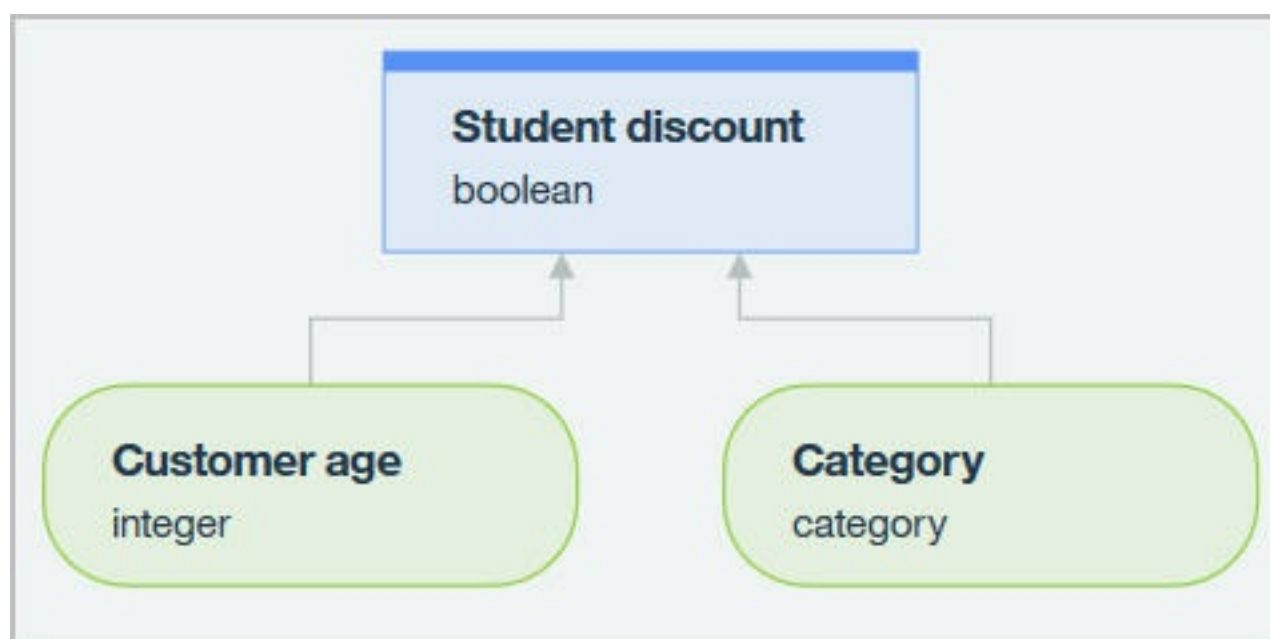 Student discount
boolean
Customer age
integer
Category
category